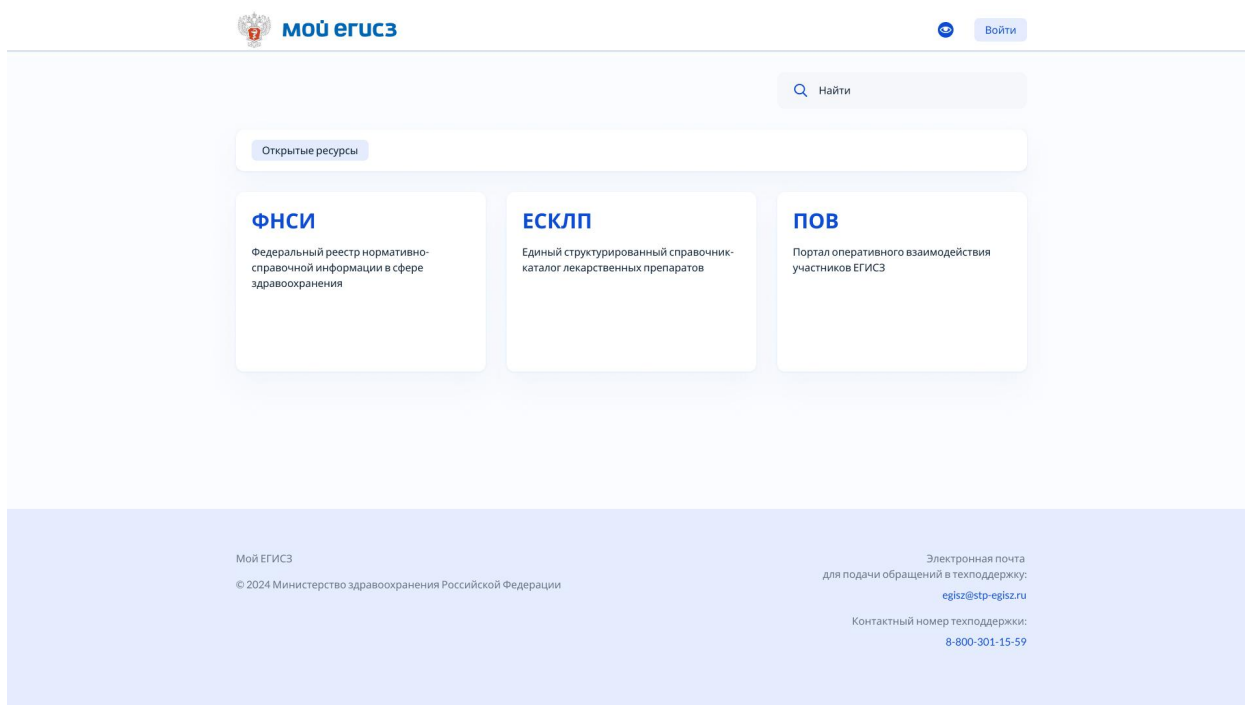 мой егисз
Войти
Найти
Открытые ресурсы
ФНСИ
Федеральный реестр нормативно-
справочной информации в сфере
здравоохранения
ЕСКЛП
Единый структурированный справочник-
каталог лекарственных препаратов
ПОВ
Портал оперативного взаимодействия
участников ЕГИСЗ
Мой ЕГИСЗ
© 2024 Министерство здравоохранения Российской Федерации
Электронная почта
для подачи обращений в техподдержку:
egisz@stp-egisz.ru
Контактный номер техподдержки:
8-800-301-15-59